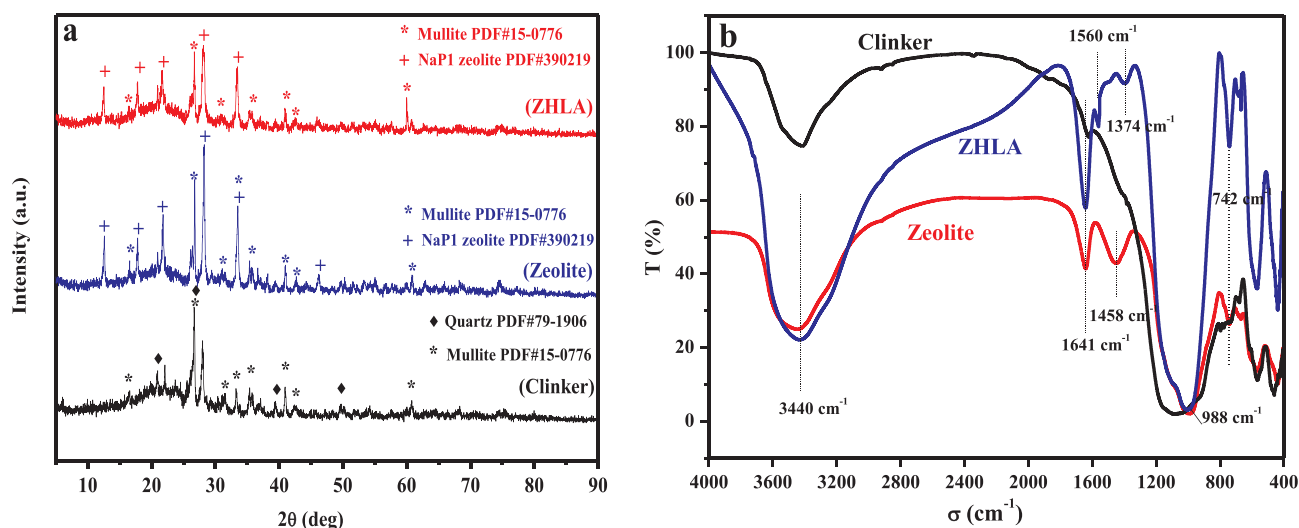 a
* Mullite PDF#15-0776
+ NaP1 zeolite PDF#390219
(ZHLA)
* Mullite PDF#15-0776
+ NaP1 zeolite PDF#390219
(Zeolite)
♦ Quartz PDF#79-1906
* Mullite PDF#15-0776
(Clinker)
Intensity (a.u.)
10 20 30 40 50 60 70 80 90
2θ (deg)
b
Clinker
1560 cm⁻¹
1374 cm⁻¹
ZHLA
742 cm⁻¹
Zeolite
1458 cm⁻¹
1641 cm⁻¹
3440 cm⁻¹
988 cm⁻¹
T (%)
100
80
60
40
20
0
4000 3600 3200 2800 2400 2000 1600 1200 800 400
σ (cm⁻¹)